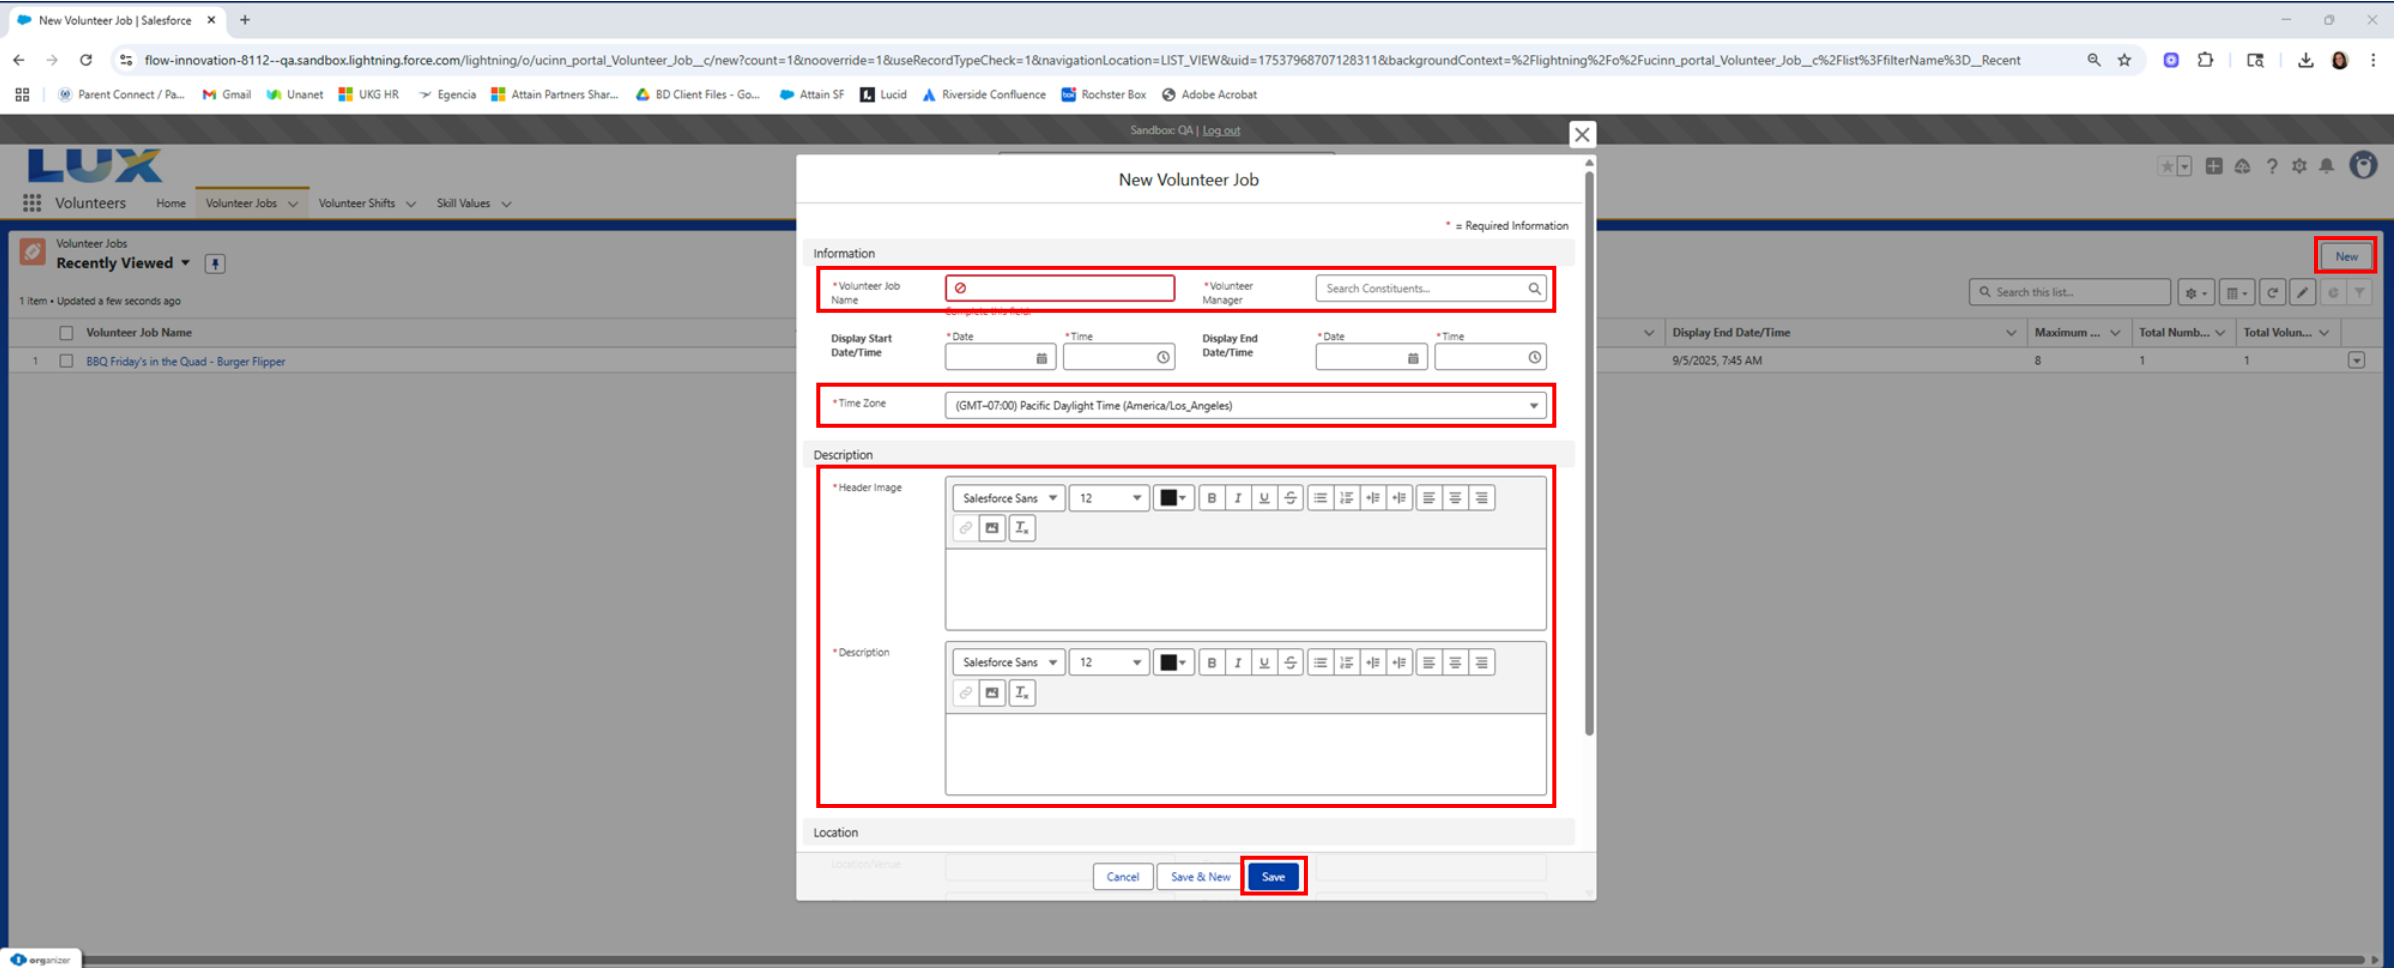 New Volunteer Job | Salesforce
flow-innovation-8112--qa.sandbox.lightning.force.com/lightning/o/ucinn_portal_Volunteer_Job__c/new?count=1&nooverride=1&useRecordTypeCheck=1&navigationLocation=LIST_VIEW&uid=17537968707128311&backgroundContext=%2Flightning%2Fo%2Fucinn_portal_Volunteer_Job__c%2Flist%3FfilterName%3D__Recent
Parent Connect / Pa... Gmail Unanet UKG HR Egencia Attain Partners Shar... BD Client Files - Go... Attain SF Lucid Riverside Confluence Rochster Box Adobe Acrobat
Sandbox: QA | Log out
LUX
Volunteers Home Volunteer Jobs Volunteer Shifts Skill Values
Volunteer Jobs
Recently Viewed
New
1 item • Updated a few seconds ago
Search this list...
Volunteer Job Name
Display End Date/Time Maximum ... Total Numb... Total Volun...
1 BBQ Friday's in the Quad - Burger Flipper
9/5/2025, 7:45 AM 8 1 1
New Volunteer Job
* = Required Information
Information
*Volunteer Job Name
Complete this field.
*Volunteer Manager
Search Constituents...
Display Start Date/Time
*Date *Time
Display End Date/Time
*Date *Time
*Time Zone
(GMT–07:00) Pacific Daylight Time (America/Los_Angeles)
Description
*Header Image
Salesforce Sans 12
*Description
Salesforce Sans 12
Location
Location/Venue
Cancel Save & New Save
organizer